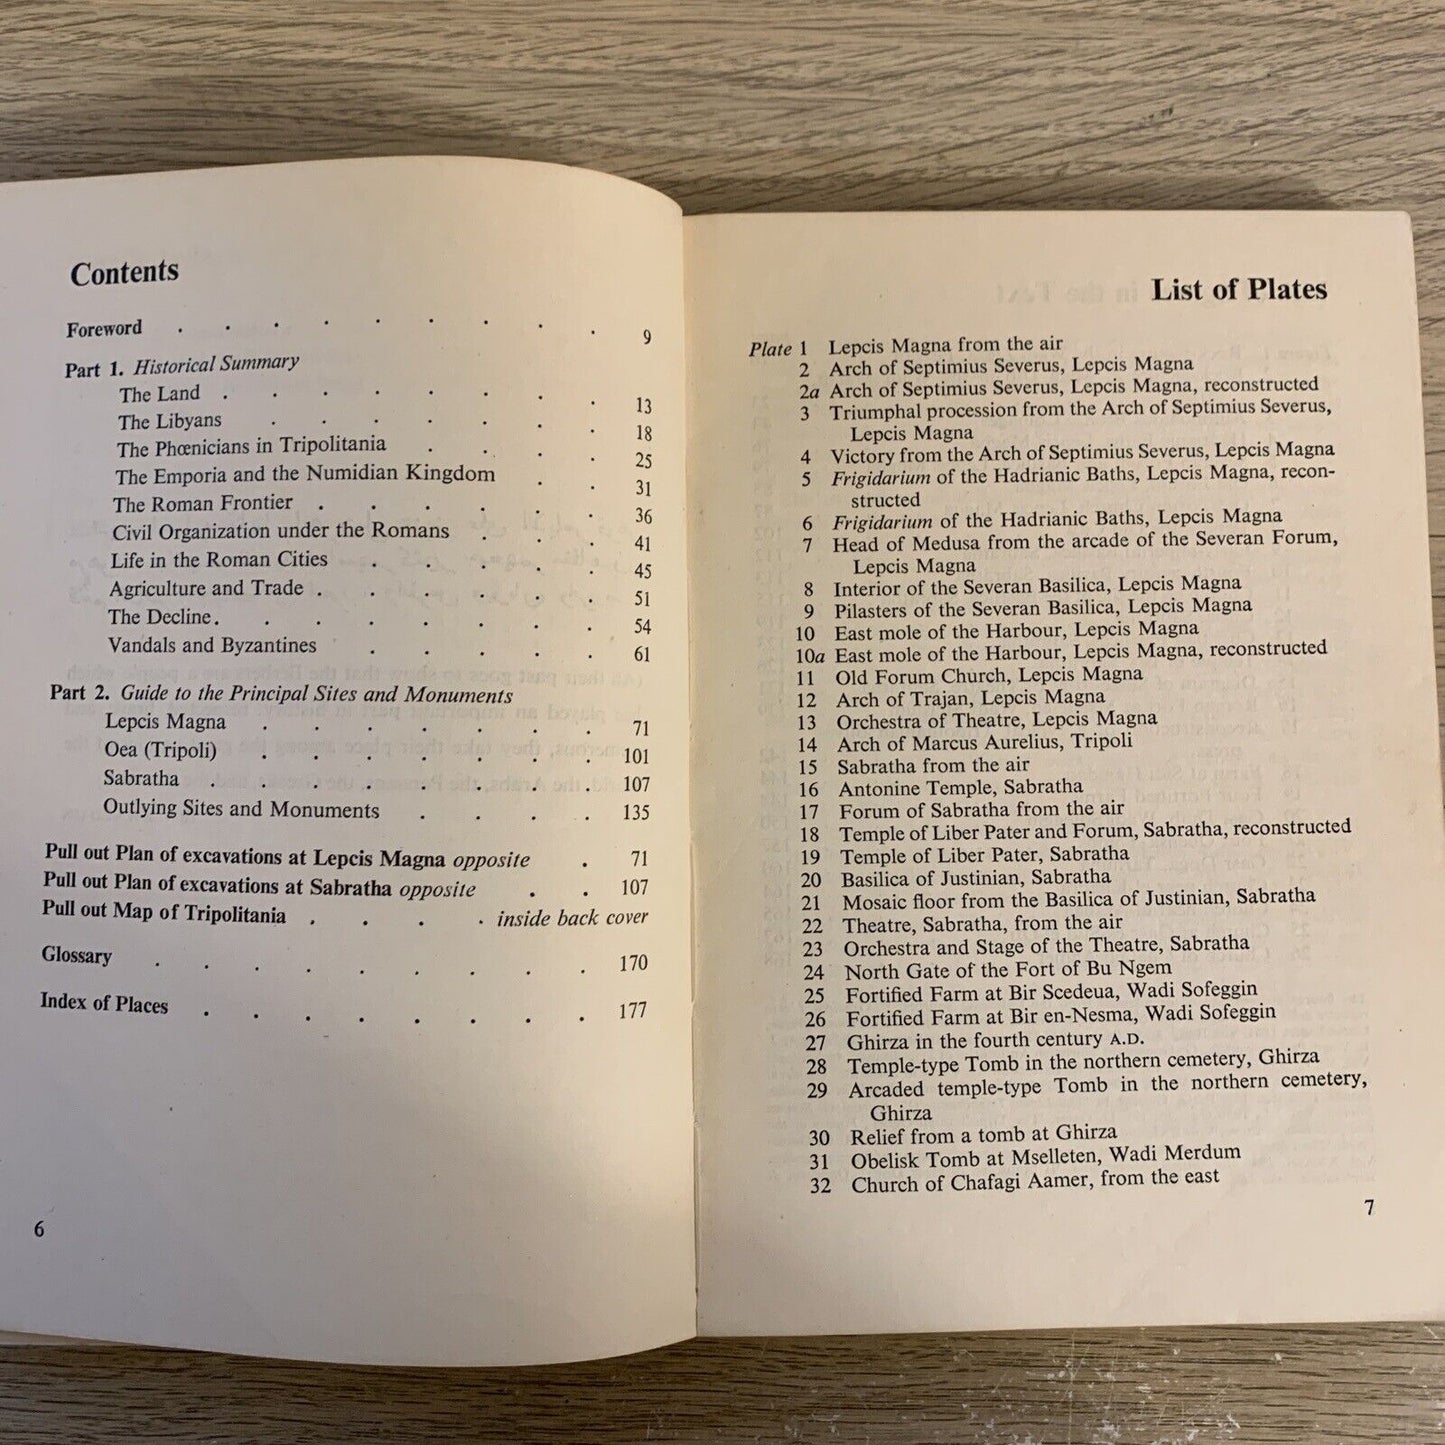 Contents
Foreword . . . . . . . . . 9
Part 1. Historical Summary
The Land . . . . . . . . 13
The Libyans . . . . . . . 18
The Phœnicians in Tripolitania . . . . 25
The Emporia and the Numidian Kingdom . . 31
The Roman Frontier . . . . . . 36
Civil Organization under the Romans . . . 41
Life in the Roman Cities . . . . . 45
Agriculture and Trade . . . . . . 51
The Decline . . . . . . . . 54
Vandals and Byzantines . . . . . 61
Part 2. Guide to the Principal Sites and Monuments
Lepcis Magna . . . . . . . 71
Oea (Tripoli) . . . . . . . 101
Sabratha . . . . . . . . 107
Outlying Sites and Monuments . . . . 135
Pull out Plan of excavations at Lepcis Magna opposite . 71
Pull out Plan of excavations at Sabratha opposite . . 107
Pull out Map of Tripolitania . . . . inside back cover
Glossary . . . . . . . . . 170
Index of Places . . . . . . . . 177
6
List of Plates
Plate 1 Lepcis Magna from the air
2 Arch of Septimius Severus, Lepcis Magna
2a Arch of Septimius Severus, Lepcis Magna, reconstructed
3 Triumphal procession from the Arch of Septimius Severus,
Lepcis Magna
4 Victory from the Arch of Septimius Severus, Lepcis Magna
5 Frigidarium of the Hadrianic Baths, Lepcis Magna, recon-
structed
6 Frigidarium of the Hadrianic Baths, Lepcis Magna
7 Head of Medusa from the arcade of the Severan Forum,
Lepcis Magna
8 Interior of the Severan Basilica, Lepcis Magna
9 Pilasters of the Severan Basilica, Lepcis Magna
10 East mole of the Harbour, Lepcis Magna
10a East mole of the Harbour, Lepcis Magna, reconstructed
11 Old Forum Church, Lepcis Magna
12 Arch of Trajan, Lepcis Magna
13 Orchestra of Theatre, Lepcis Magna
14 Arch of Marcus Aurelius, Tripoli
15 Sabratha from the air
16 Antonine Temple, Sabratha
17 Forum of Sabratha from the air
18 Temple of Liber Pater and Forum, Sabratha, reconstructed
19 Temple of Liber Pater, Sabratha
20 Basilica of Justinian, Sabratha
21 Mosaic floor from the Basilica of Justinian, Sabratha
22 Theatre, Sabratha, from the air
23 Orchestra and Stage of the Theatre, Sabratha
24 North Gate of the Fort of Bu Ngem
25 Fortified Farm at Bir Scedeua, Wadi Sofeggin
26 Fortified Farm at Bir en-Nesma, Wadi Sofeggin
27 Ghirza in the fourth century A.D.
28 Temple-type Tomb in the northern cemetery, Ghirza
29 Arcaded temple-type Tomb in the northern cemetery,
Ghirza
30 Relief from a tomb at Ghirza
31 Obelisk Tomb at Mselleten, Wadi Merdum
32 Church of Chafagi Aamer, from the east
7